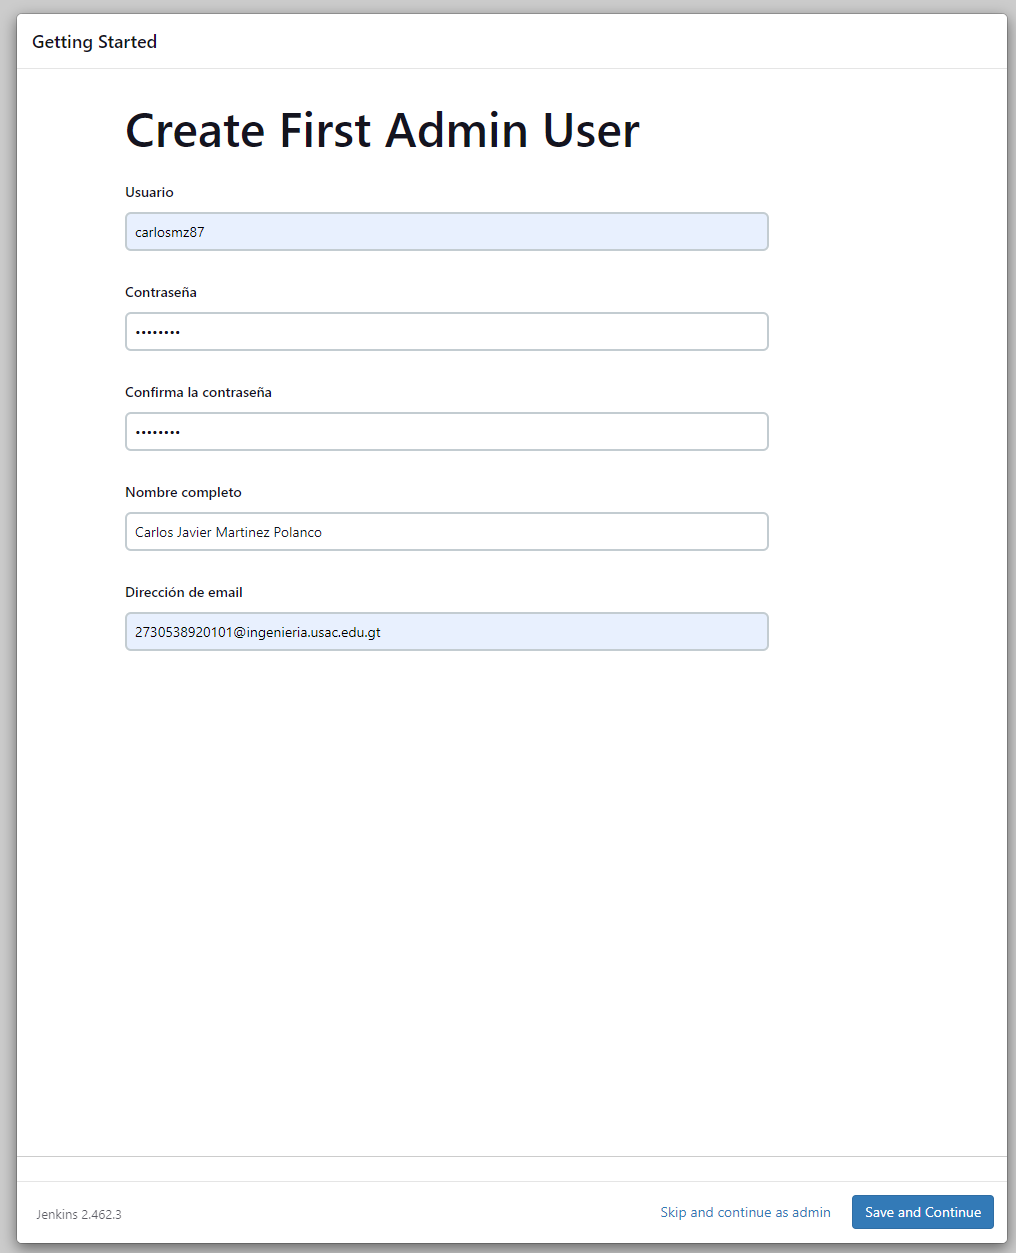 Getting Started
Create First Admin User
Usuario
carlosmz87
Contraseña
••••••••
Confirma la contraseña
••••••••
Nombre completo
Carlos Javier Martinez Polanco
Dirección de email
2730538920101@ingenieria.usac.edu.gt
Jenkins 2.462.3
Skip and continue as admin
Save and Continue